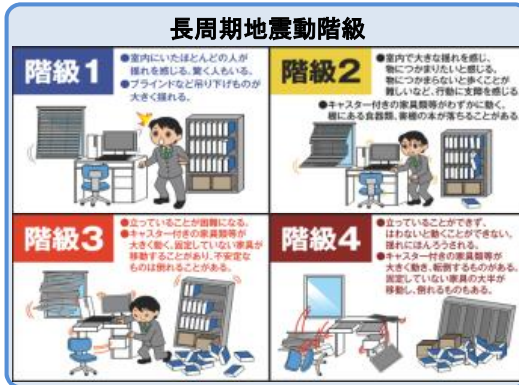 長周期地震動階級
階級1
●室内にいたほとんどの人が
揺れを感じる。驚く人もいる。
●ブラインドなど吊り下げものが
大きく揺れる。
階級2
●室内で大きな揺れを感じ、
物につかまりたいと感じる。
物につかまらないと歩くことが
難しいなど、行動に支障を感じる。
●キャスター付きの家具類等がわずかに動く。
棚にある食器類、書棚の本が落ちることがある。
階級3
●立っていることが困難になる。
●キャスター付きの家具類等が
大きく動く。固定していない家具が
移動することがあり、不安定な
ものは倒れることがある。
階級4
●立っていることができず、
はわないと動くことができない。
揺れにほんろうされる。
●キャスター付きの家具類等が
大きく動き、転倒するものがある。
固定していない家具の大半が
移動し、倒れるものもある。